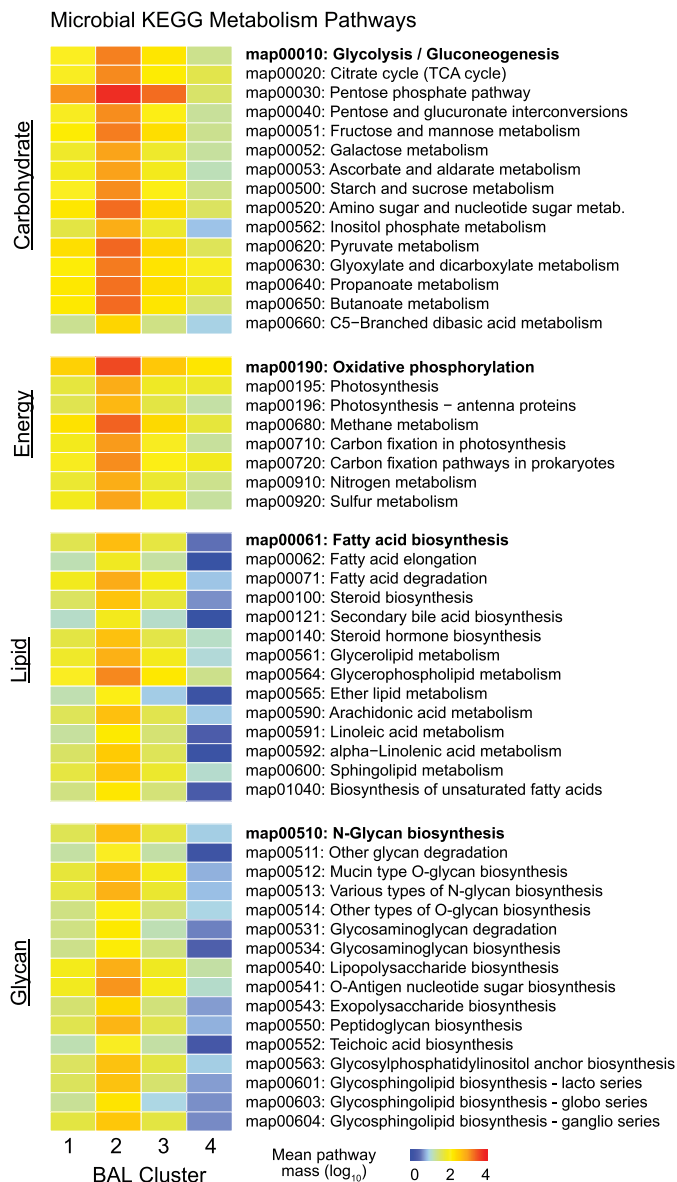 Microbial KEGG Metabolism Pathways
Carbohydrate
map00010: Glycolysis / Gluconeogenesis
map00020: Citrate cycle (TCA cycle)
map00030: Pentose phosphate pathway
map00040: Pentose and glucuronate interconversions
map00051: Fructose and mannose metabolism
map00052: Galactose metabolism
map00053: Ascorbate and aldarate metabolism
map00500: Starch and sucrose metabolism
map00520: Amino sugar and nucleotide sugar metab.
map00562: Inositol phosphate metabolism
map00620: Pyruvate metabolism
map00630: Glyoxylate and dicarboxylate metabolism
map00640: Propanoate metabolism
map00650: Butanoate metabolism
map00660: C5−Branched dibasic acid metabolism
Energy
map00190: Oxidative phosphorylation
map00195: Photosynthesis
map00196: Photosynthesis − antenna proteins
map00680: Methane metabolism
map00710: Carbon fixation in photosynthesis
map00720: Carbon fixation pathways in prokaryotes
map00910: Nitrogen metabolism
map00920: Sulfur metabolism
Lipid
map00061: Fatty acid biosynthesis
map00062: Fatty acid elongation
map00071: Fatty acid degradation
map00100: Steroid biosynthesis
map00121: Secondary bile acid biosynthesis
map00140: Steroid hormone biosynthesis
map00561: Glycerolipid metabolism
map00564: Glycerophospholipid metabolism
map00565: Ether lipid metabolism
map00590: Arachidonic acid metabolism
map00591: Linoleic acid metabolism
map00592: alpha−Linolenic acid metabolism
map00600: Sphingolipid metabolism
map01040: Biosynthesis of unsaturated fatty acids
Glycan
map00510: N-Glycan biosynthesis
map00511: Other glycan degradation
map00512: Mucin type O-glycan biosynthesis
map00513: Various types of N-glycan biosynthesis
map00514: Other types of O-glycan biosynthesis
map00531: Glycosaminoglycan degradation
map00534: Glycosaminoglycan biosynthesis
map00540: Lipopolysaccharide biosynthesis
map00541: O-Antigen nucleotide sugar biosynthesis
map00543: Exopolysaccharide biosynthesis
map00550: Peptidoglycan biosynthesis
map00552: Teichoic acid biosynthesis
map00563: Glycosylphosphatidylinositol anchor biosynthesis
map00601: Glycosphingolipid biosynthesis - lacto series
map00603: Glycosphingolipid biosynthesis - globo series
map00604: Glycosphingolipid biosynthesis - ganglio series
1 2 3 4
BAL Cluster
Mean pathway
mass (log10)
0 2 4